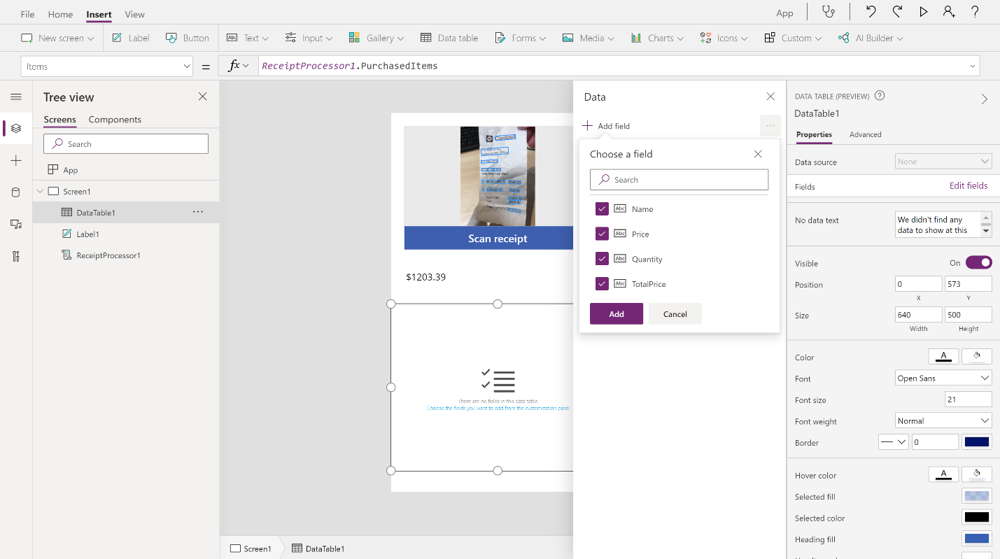 File Home Insert View App
New screen Label Button Abc Text Input Gallery Data table Forms Media Charts Icons Custom AI Builder
Items = fx ReceiptProcessor1.PurchasedItems
Tree view
Screens Components
Search
App
Screen1
DataTable1
Label1
ReceiptProcessor1
Contoso
Scan receipt
$1203.39
There are no fields in this data table
Choose the fields you want to add from the customization pane
Screen1 DataTable1
Data
Add field
Choose a field
Search
Abc Name
Abc Price
Abc Quantity
Abc TotalPrice
Add Cancel
DATA TABLE (PREVIEW) ?
DataTable1
Properties Advanced
Data source None
Fields Edit fields
No data text We didn't find any
data to show at this
Visible On
Position 0 573
X Y
Size 640 500
Width Height
Color A
Font Open Sans
Font size 21
Font weight Normal
Border 0
Hover color A
Selected fill
Selected color
Heading fill